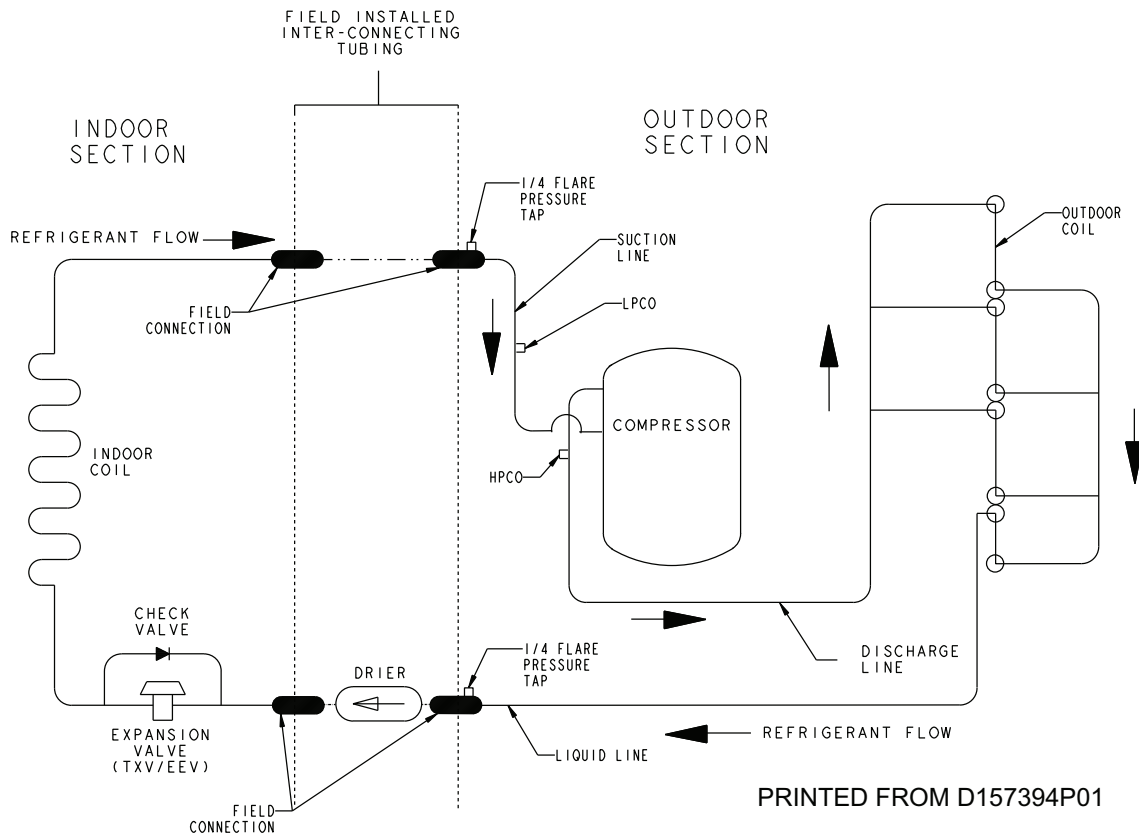 FIELD INSTALLED
INTER-CONNECTING
TUBING
INDOOR
SECTION
OUTDOOR
SECTION
1/4 FLARE
PRESSURE
TAP
OUTDOOR
COIL
REFRIGERANT FLOW
SUCTION
LINE
FIELD
CONNECTION
LPCO
COMPRESSOR
INDOOR
COIL
HPCO
CHECK
VALVE
DRIER
1/4 FLARE
PRESSURE
TAP
DISCHARGE
LINE
EXPANSION
VALVE
(TXV/EEV)
LIQUID LINE
REFRIGERANT FLOW
FIELD
CONNECTION
PRINTED FROM D157394P01